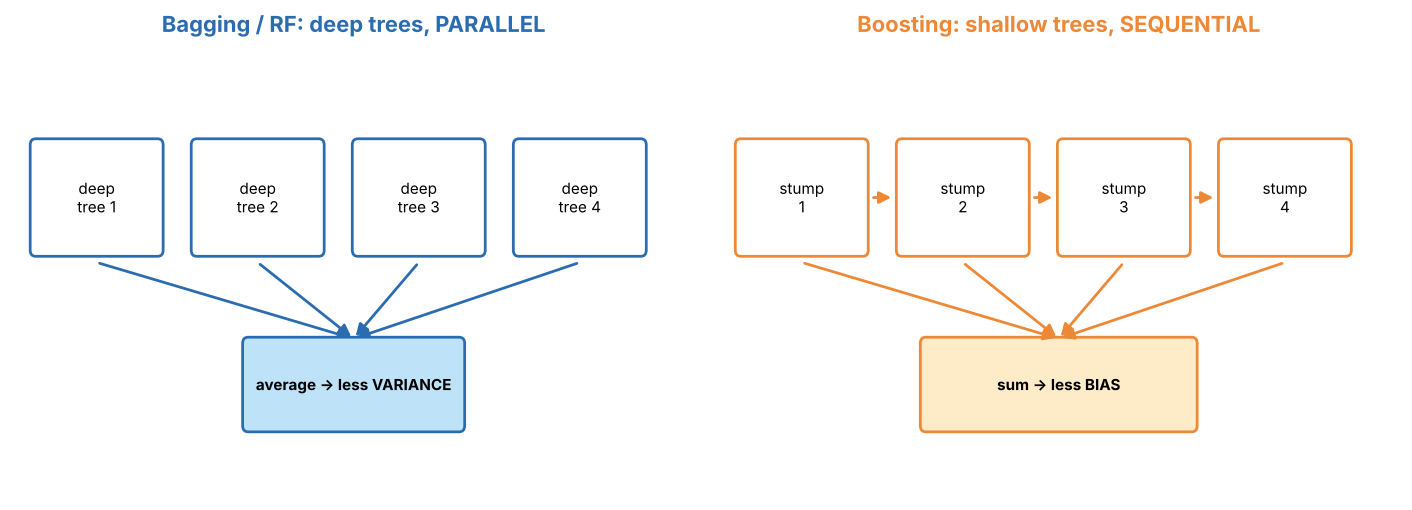 Bagging / RF: deep trees, PARALLEL
deep
tree 1
deep
tree 2
deep
tree 3
deep
tree 4
average → less VARIANCE
Boosting: shallow trees, SEQUENTIAL
stump
1
stump
2
stump
3
stump
4
sum → less BIAS